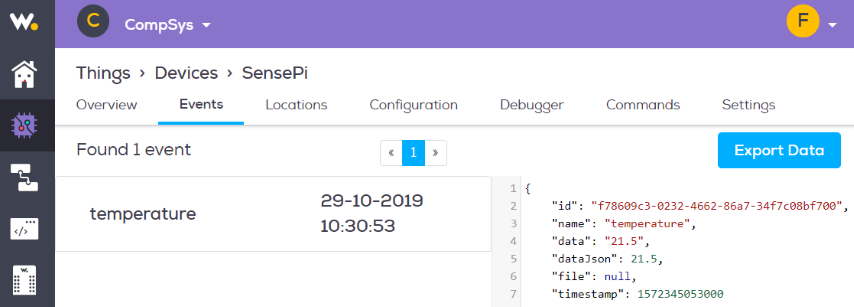 w.
C CompSys
F
Things › Devices › SensePi
Overview Events Locations Configuration Debugger Commands Settings
Found 1 event
« 1 »
Export Data
temperature
29-10-2019
10:30:53
1 {
2 "id": "f78609c3-0232-4662-86a7-34f7c08bf700",
3 "name": "temperature",
4 "data": "21.5",
5 "dataJson": 21.5,
6 "file": null,
7 "timestamp": 1572345053000